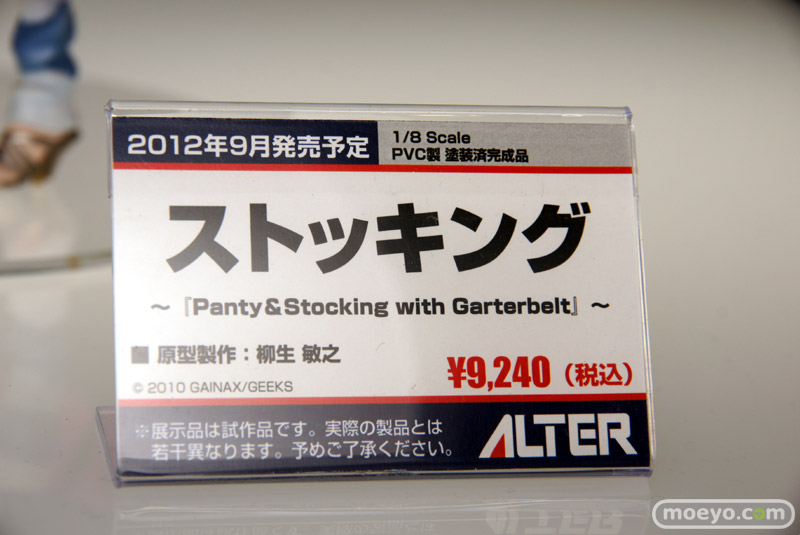 2012年9月発売予定
1/8 Scale
PVC製 塗装済完成品
ストッキング
～『Panty&Stocking with Garterbelt』～
■ 原型製作：柳生 敏之
© 2010 GAINAX/GEEKS
¥9,240（税込）
※展示品は試作品です。実際の製品とは
若干異なります。予めご了承ください。
ALTER
moeyo.com